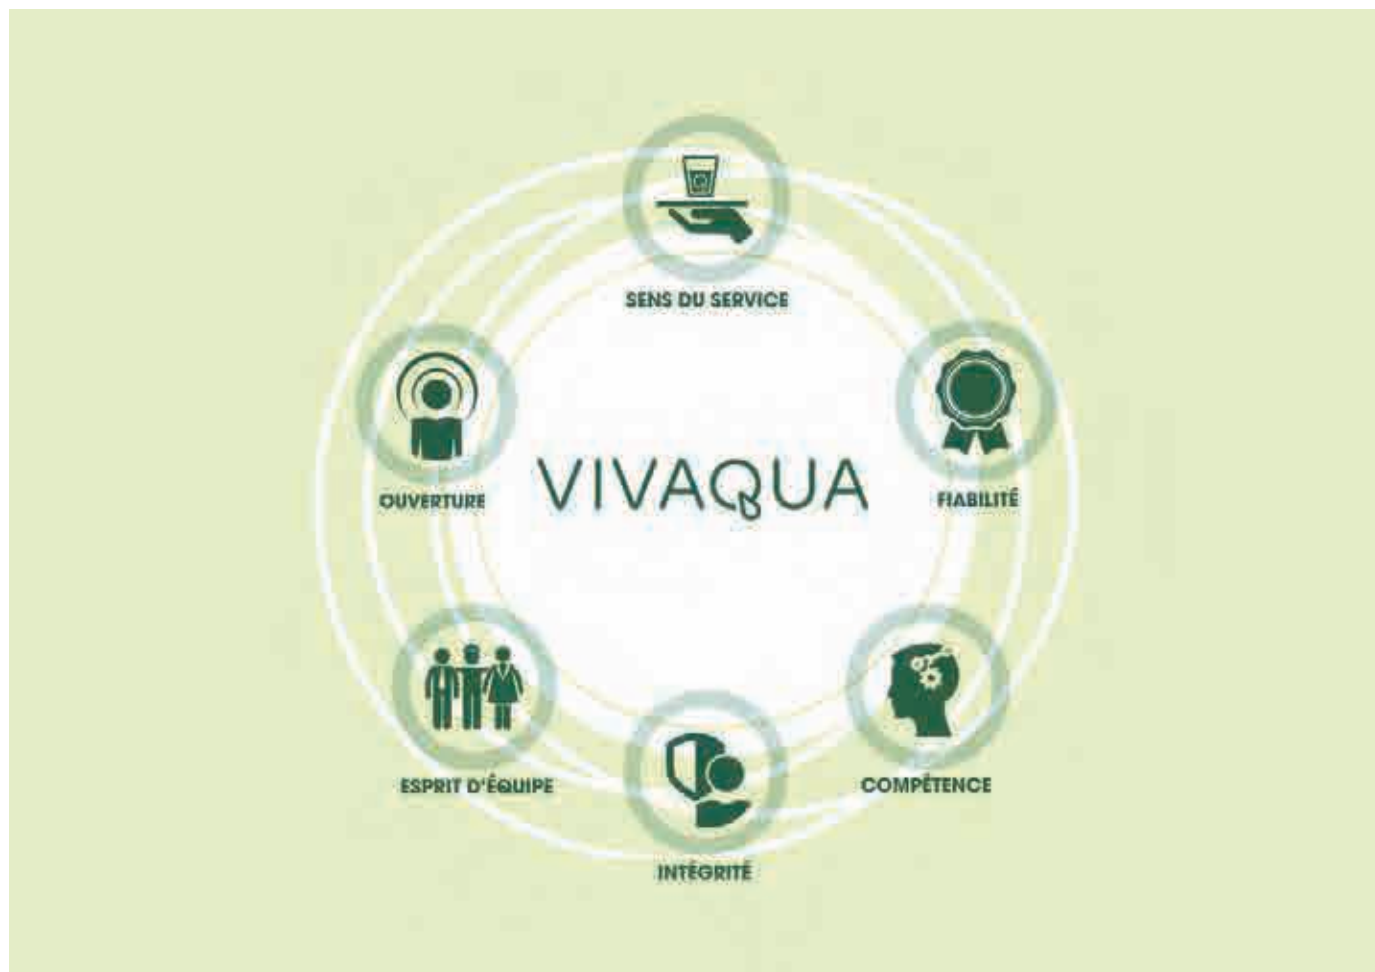 SENS DU SERVICE
OUVERTURE
FIABILITÉ
VIVAQUA
ESPRIT D'ÉQUIPE
COMPÉTENCE
INTÉGRITÉ